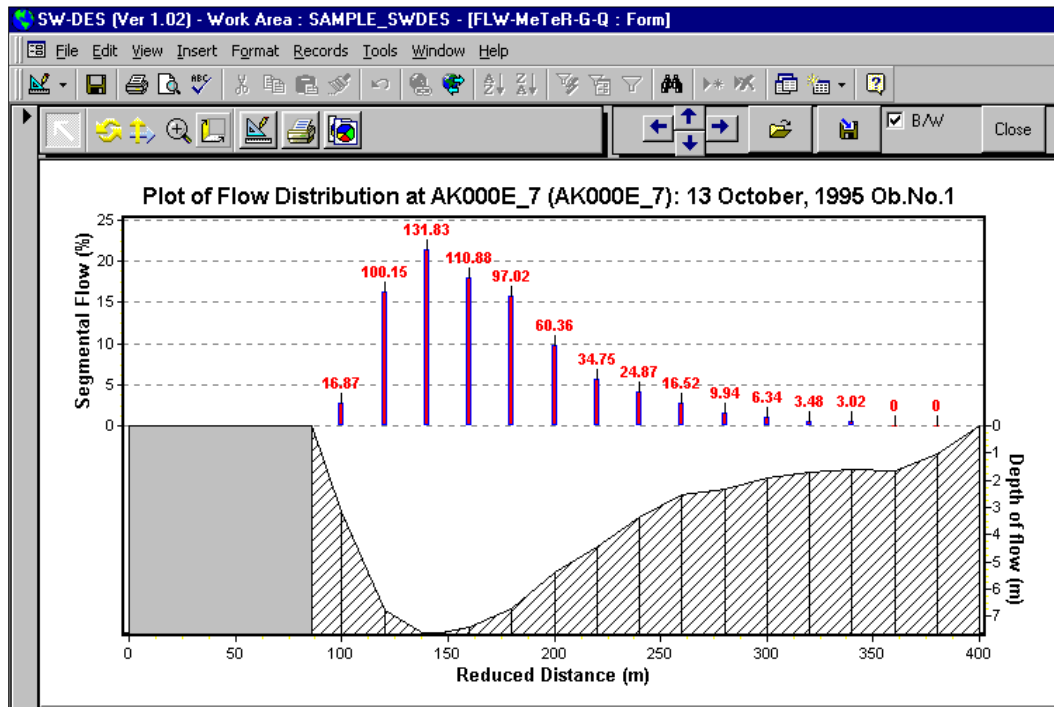 SW-DES (Ver 1.02) - Work Area : SAMPLE_SWDES - [FLW-MeTeR-G-Q : Form]
File Edit View Insert Format Records Tools Window Help
ABC
A Z Z A
B/W
Close
Plot of Flow Distribution at AK000E_7 (AK000E_7): 13 October, 1995 Ob.No.1
Segmental Flow (%)
25
20
15
10
5
0
16.87
100.15
131.83
110.88
97.02
60.36
34.75
24.87
16.52
9.94
6.34
3.48
3.02
0
0
0
1
2
3
4
5
6
7
Depth of flow (m)
0 50 100 150 200 250 300 350 400
Reduced Distance (m)